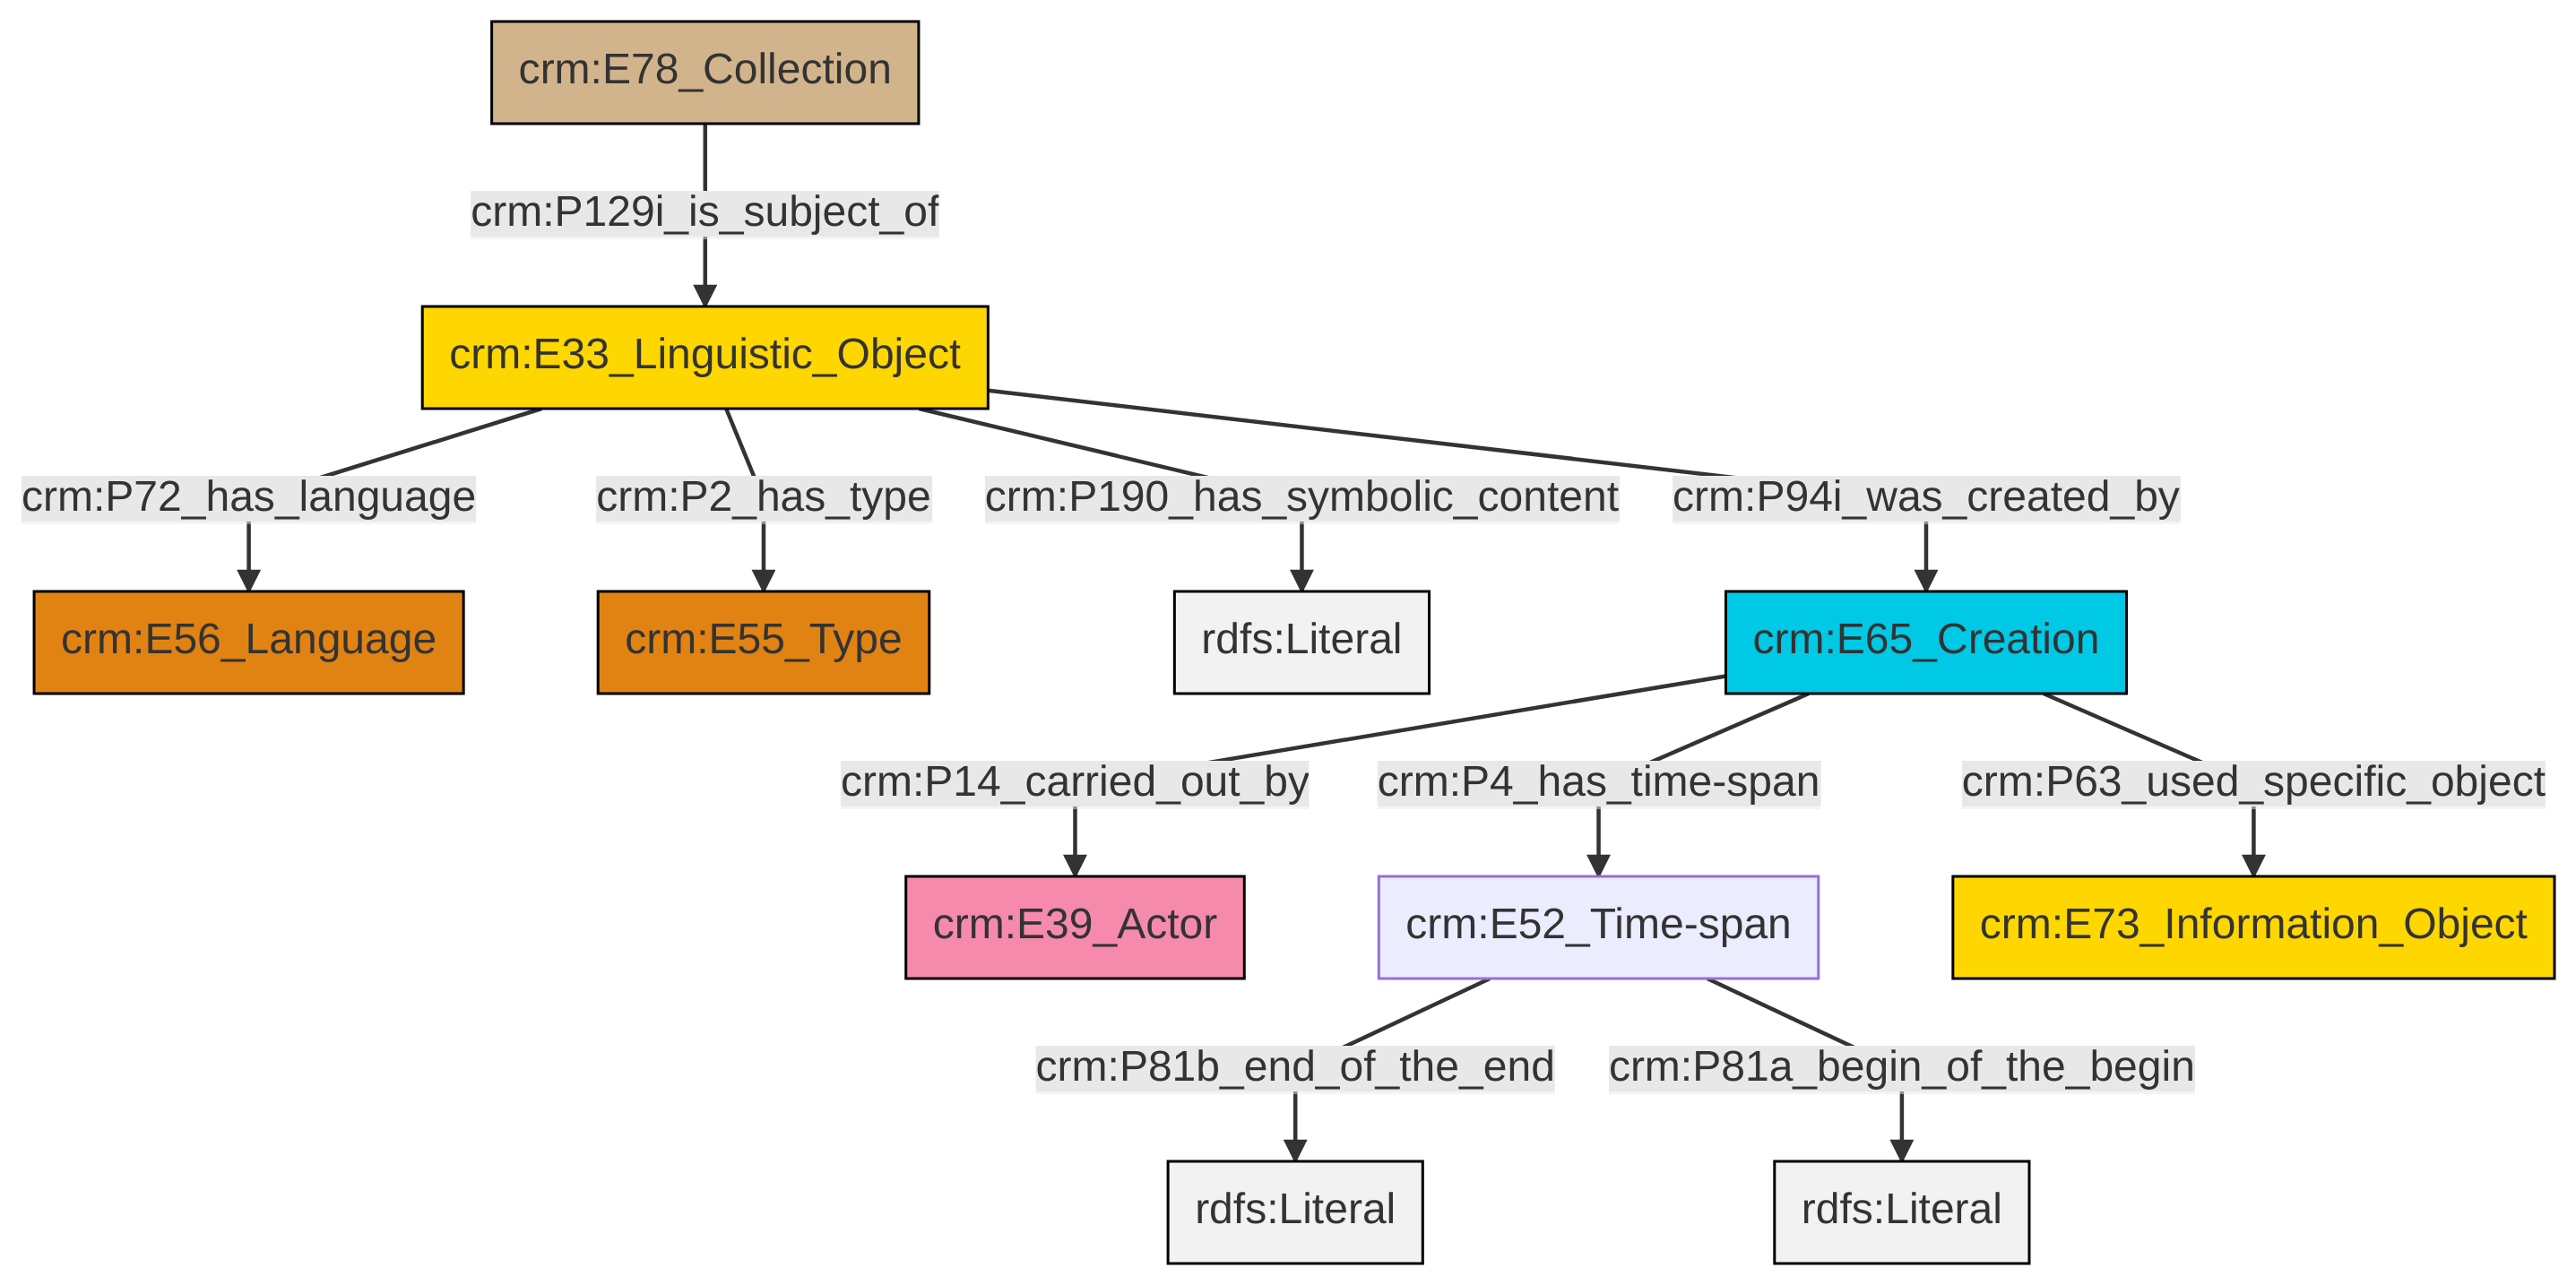 crm:E78_Collection
crm:P129i_is_subject_of
crm:E33_Linguistic_Object
crm:P72_has_language
crm:P2_has_type
crm:P190_has_symbolic_content
crm:P94i_was_created_by
crm:E56_Language
crm:E55_Type
rdfs:Literal
crm:E65_Creation
crm:P14_carried_out_by
crm:P4_has_time-span
crm:P63_used_specific_object
crm:E39_Actor
crm:E52_Time-span
crm:E73_Information_Object
crm:P81b_end_of_the_end
crm:P81a_begin_of_the_begin
rdfs:Literal
rdfs:Literal